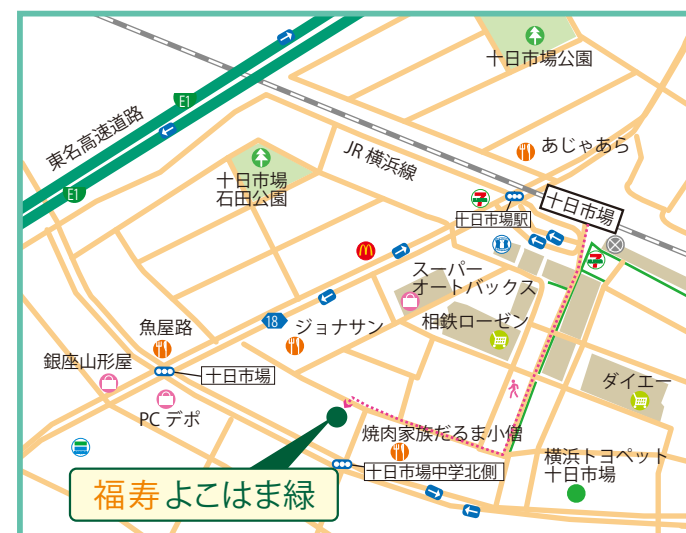 十日市場公園
E1
東名高速道路
あじゃあら
JR 横浜線
十日市場
石田公園
E1
7
十日市場
十日市場駅
7
スーパー
オートバックス
18
ジョナサン
相鉄ローゼン
魚屋路
銀座山形屋
十日市場
ダイエー
PC デポ
焼肉家族だるま小僧
横浜トヨペット
十日市場
十日市場中学北側
福寿よこはま緑